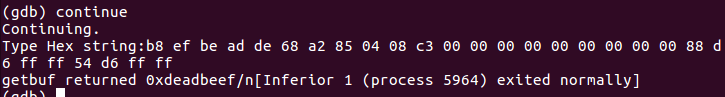 (gdb) continue
Continuing.
Type Hex string:b8 ef be ad de 68 a2 85 04 08 c3 00 00 00 00 00 00 00 00 00 88 d
6 ff ff 54 d6 ff ff
getbuf returned 0xdeadbeef/n[Inferior 1 (process 5964) exited normally]
(gdb)